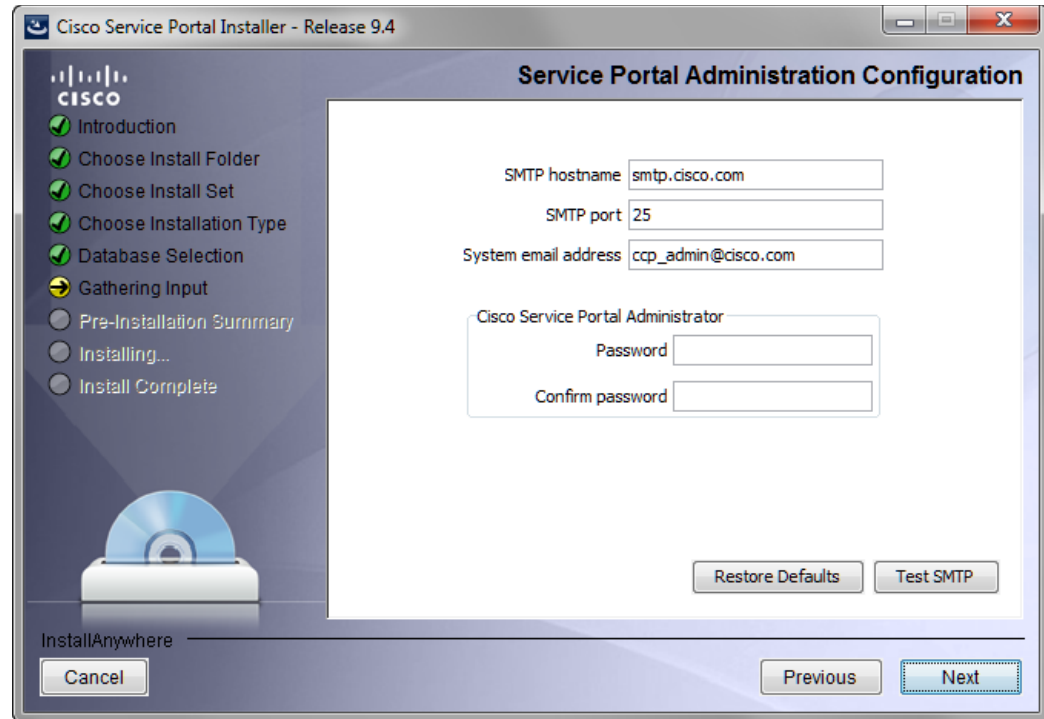 Cisco Service Portal Installer - Release 9.4
CISCO
Introduction
Choose Install Folder
Choose Install Set
Choose Installation Type
Database Selection
Gathering Input
Pre-Installation Summary
Installing...
Install Complete
Service Portal Administration Configuration
SMTP hostname smtp.cisco.com
SMTP port 25
System email address ccp_admin@cisco.com
Cisco Service Portal Administrator
Password
Confirm password
Restore Defaults Test SMTP
InstallAnywhere
Cancel Previous Next